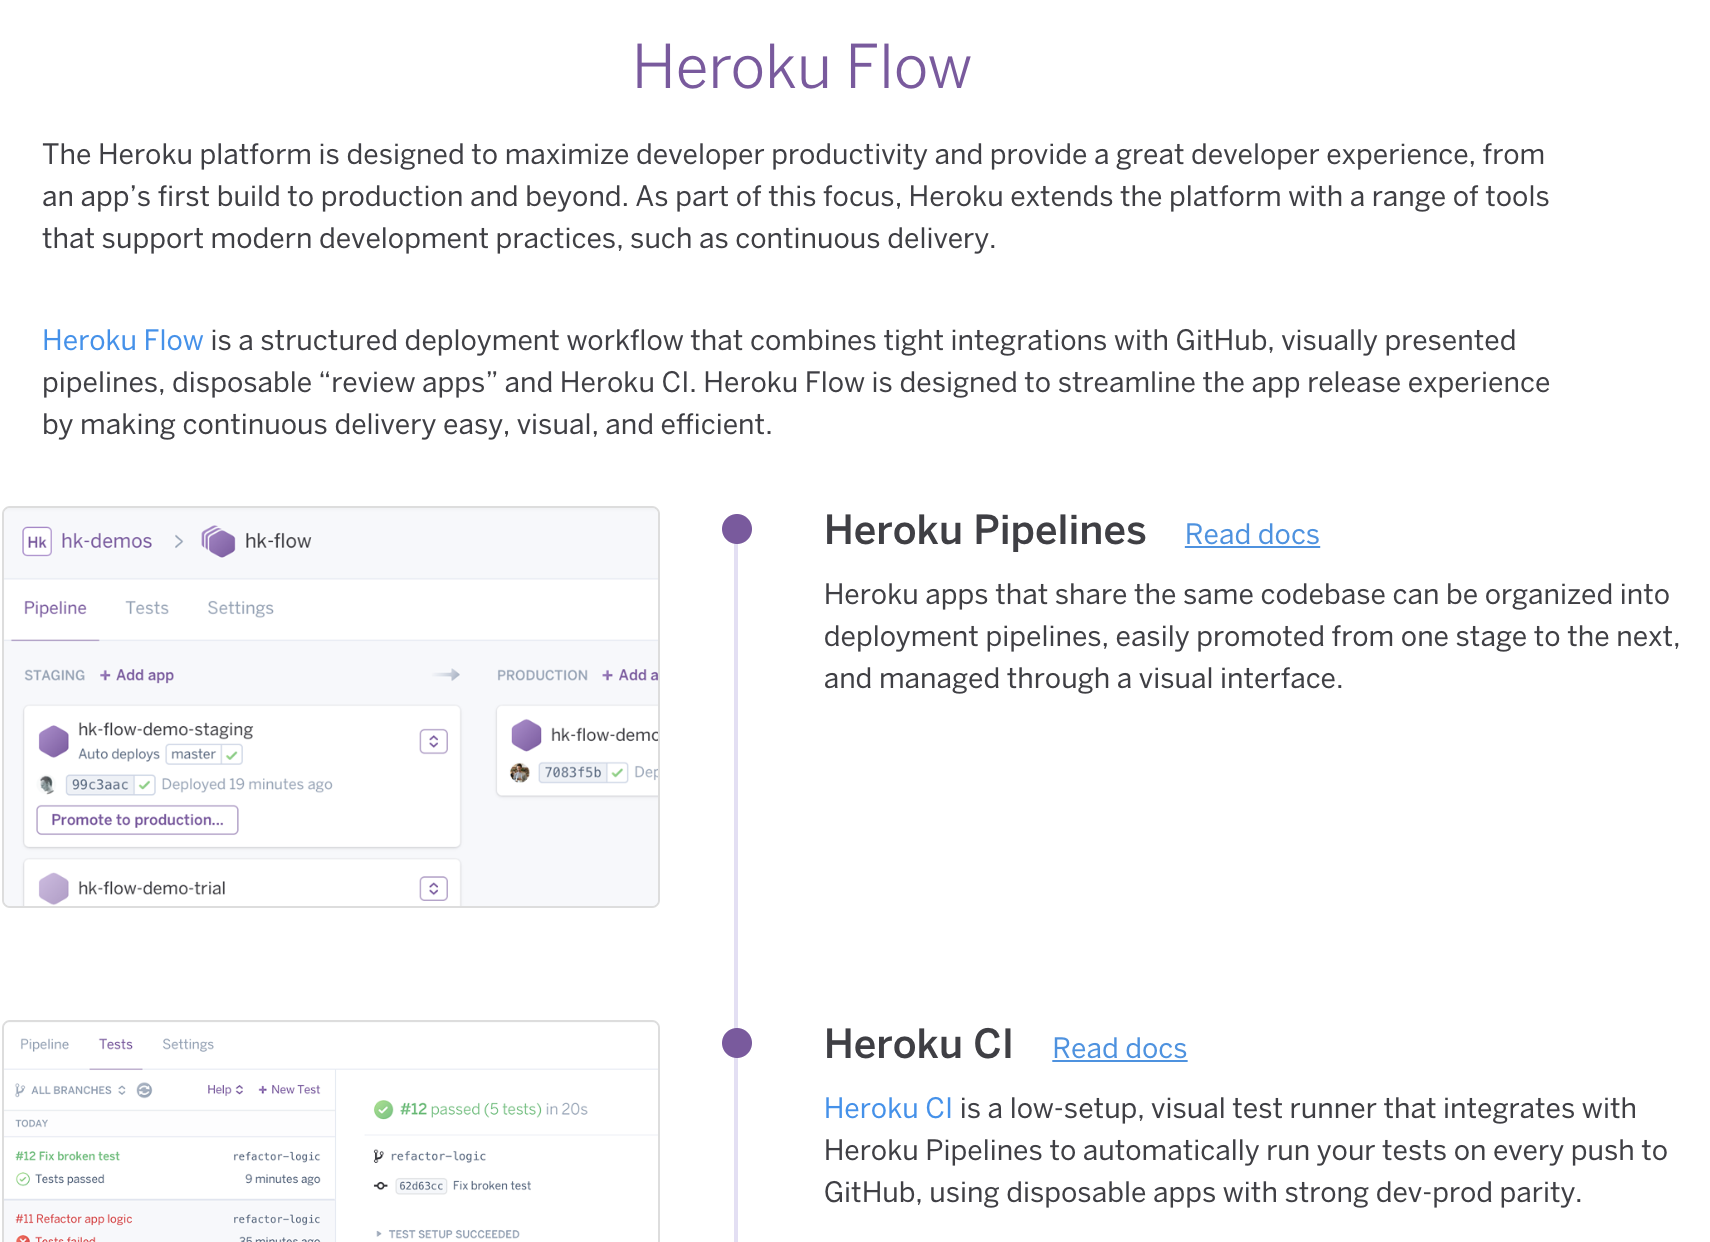 Heroku Flow
The Heroku platform is designed to maximize developer productivity and provide a great developer experience, from
an app’s first build to production and beyond. As part of this focus, Heroku extends the platform with a range of tools
that support modern development practices, such as continuous delivery.
Heroku Flow is a structured deployment workflow that combines tight integrations with GitHub, visually presented
pipelines, disposable “review apps” and Heroku CI. Heroku Flow is designed to streamline the app release experience
by making continuous delivery easy, visual, and efficient.
Hk hk-demos > hk-flow
Pipeline Tests Settings
STAGING + Add app PRODUCTION + Add a
hk-flow-demo-staging
Auto deploys master
99c3aac Deployed 19 minutes ago
Promote to production...
hk-flow-demo-trial
hk-flow-demo
7083f5b Dep
Heroku Pipelines Read docs
Heroku apps that share the same codebase can be organized into
deployment pipelines, easily promoted from one stage to the next,
and managed through a visual interface.
Pipeline Tests Settings
ALL BRANCHES Help + New Test
TODAY
#12 Fix broken test refactor-logic
Tests passed 9 minutes ago
#11 Refactor app logic refactor-logic
Tests failed 35 minutes ago
#12 passed (5 tests) in 20s
refactor-logic
62d63cc Fix broken test
TEST SETUP SUCCEEDED
Heroku CI Read docs
Heroku CI is a low-setup, visual test runner that integrates with
Heroku Pipelines to automatically run your tests on every push to
GitHub, using disposable apps with strong dev-prod parity.